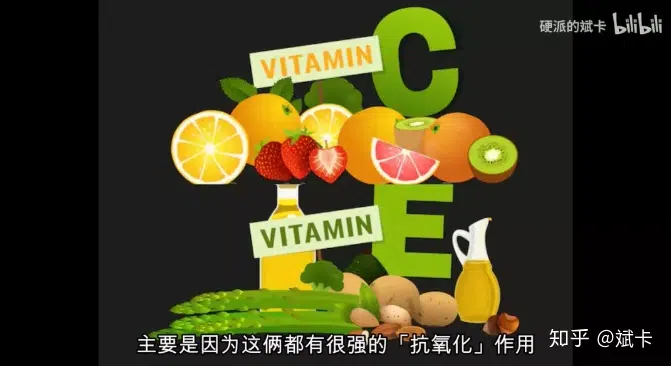 硬派的斌卡 bilibili
VITAMIN C
VITAMIN E
主要是因为这俩都有很强的「抗氧化」作用
知乎 @斌卡